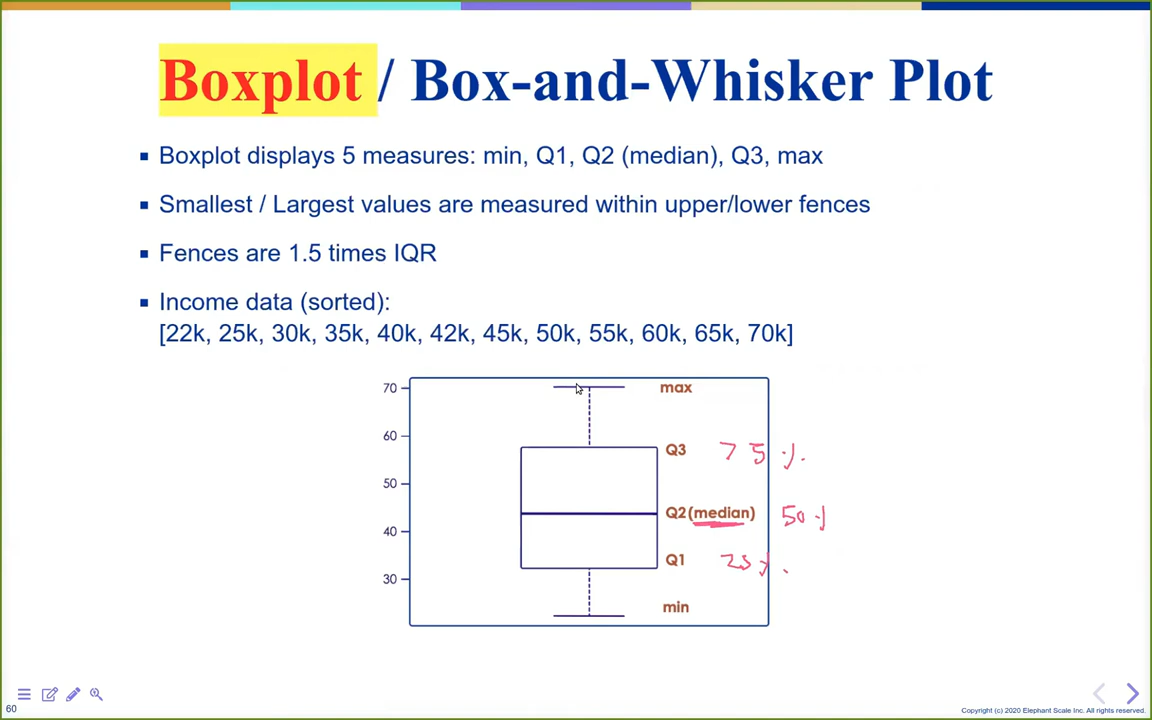 Boxplot / Box-and-Whisker Plot
Boxplot displays 5 measures: min, Q1, Q2 (median), Q3, max
Smallest / Largest values are measured within upper/lower fences
Fences are 1.5 times IQR
Income data (sorted):
[22k, 25k, 30k, 35k, 40k, 42k, 45k, 50k, 55k, 60k, 65k, 70k]
70 max
60
Q3 75%
50
Q2(median) 50%
40
Q1 25%
30
min
60
Copyright (c) 2020 Elephant Scale Inc. All rights reserved.